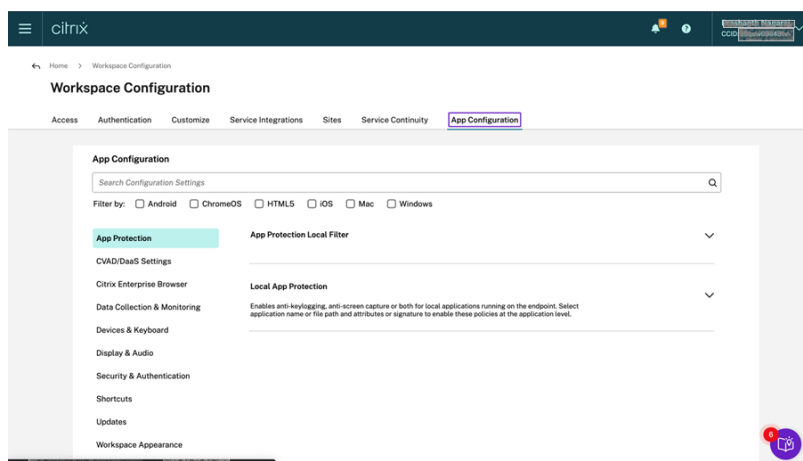 citrix
8
?
CCID:
Home > Workspace Configuration
Workspace Configuration
Access Authentication Customize Service Integrations Sites Service Continuity App Configuration
App Configuration
Search Configuration Settings
Filter by: Android ChromeOS HTML5 iOS Mac Windows
App Protection
App Protection Local Filter
CVAD/DaaS Settings
Citrix Enterprise Browser
Local App Protection
Data Collection & Monitoring
Enables anti-keylogging, anti-screen capture or both for local applications running on the endpoint. Select
application name or file path and attributes or signature to enable these policies at the application level.
Devices & Keyboard
Display & Audio
Security & Authentication
Shortcuts
Updates
Workspace Appearance
6